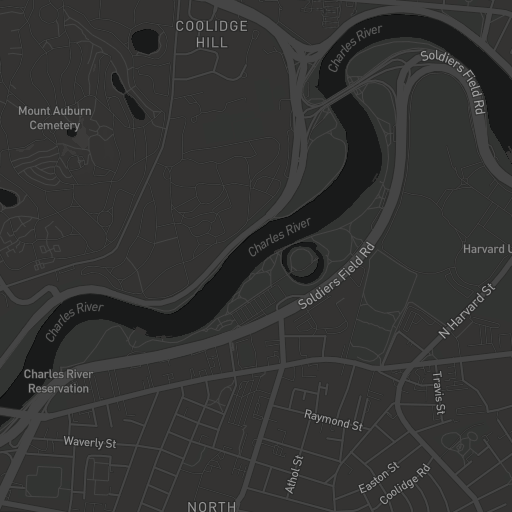 COOLIDGE
HILL
Charles River
Soldiers Field Rd
Mount Auburn
Cemetery
Charles River
Harvard U
Soldiers Field Rd
Charles River
N Harvard St
Charles River
Reservation
Travis St
Raymond St
Waverly St
Athol St
Easton St
Coolidge Rd
NORTH